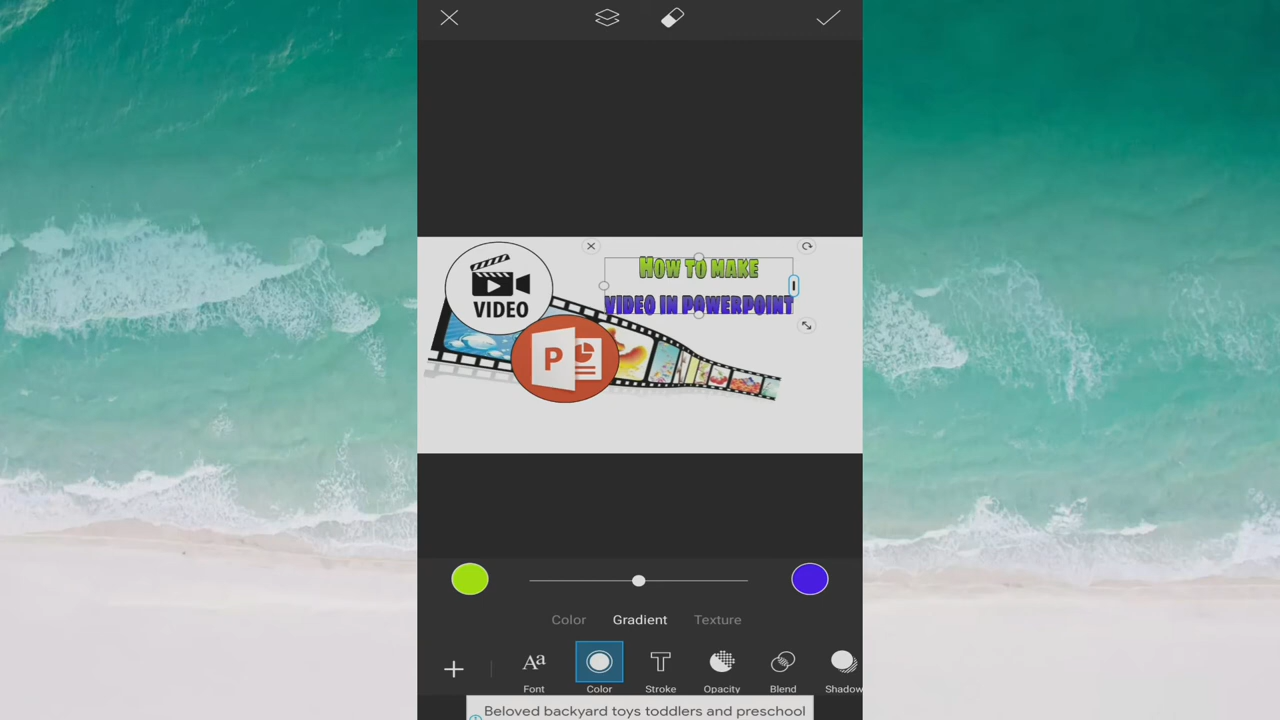 How to make
video in powerpoint
VIDEO
P
Color
Gradient
Texture
Aa
T
Font
Color
Stroke
Opacity
Blend
Shadow
Beloved backyard toys toddlers and preschool